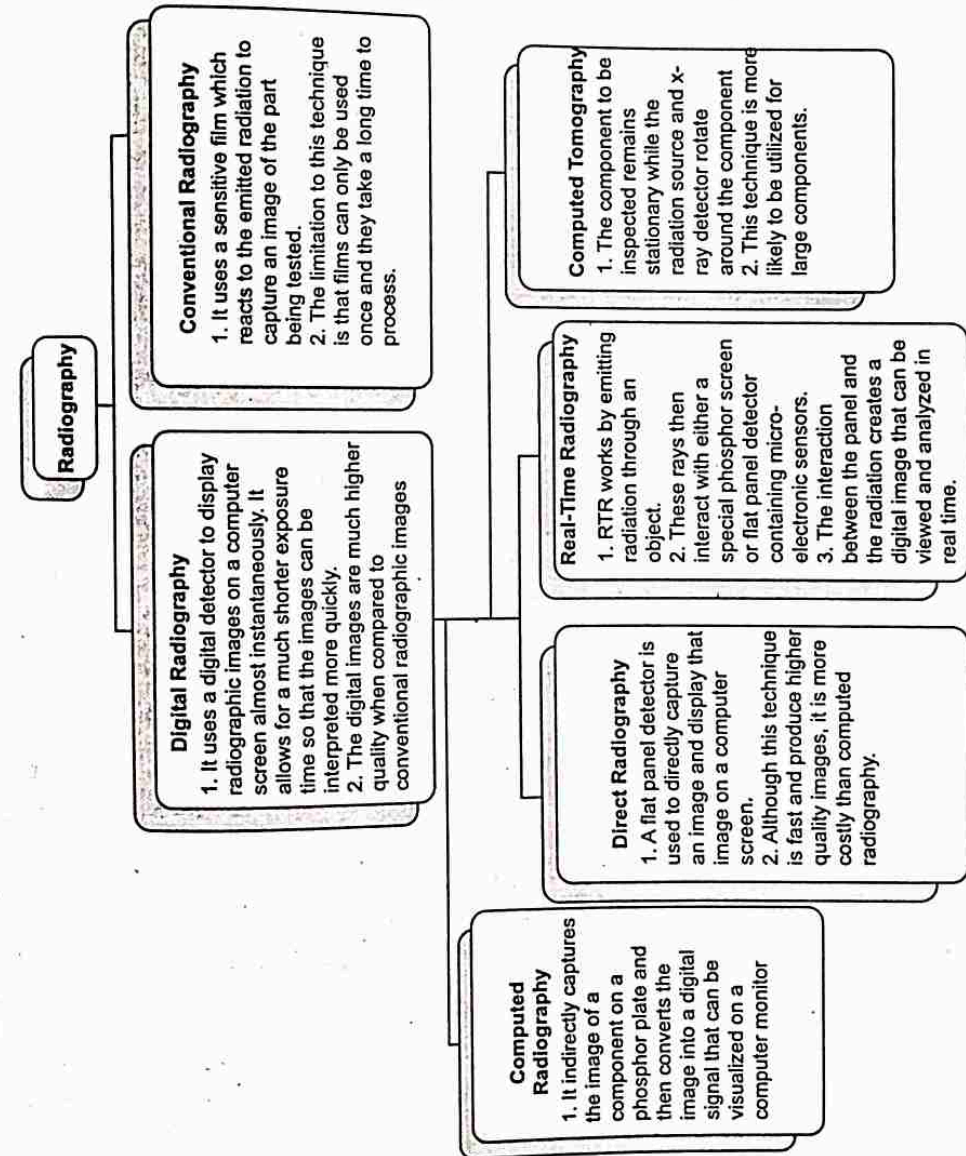 Radiography
Digital Radiography
1. It uses a digital detector to display
radiographic images on a computer
screen almost instantaneously. It
allows for a much shorter exposure
time so that the images can be
interpreted more quickly.
2. The digital images are much higher
quality when compared to
conventional radiographic images
Conventional Radiography
1. It uses a sensitive film which
reacts to the emitted radiation to
capture an image of the part
being tested.
2. The limitation to this technique
is that films can only be used
once and they take a long time to
process.
Computed
Radiography
1. It indirectly captures
the image of a
component on a
phosphor plate and
then converts the
image into a digital
signal that can be
visualized on a
computer monitor
Direct Radiography
1. A flat panel detector is
used to directly capture
an image and display that
image on a computer
screen.
2. Although this technique
is fast and produce higher
quality images, it is more
costly than computed
radiography.
Real-Time Radiography
1. RTR works by emitting
radiation through an
object.
2. These rays then
interact with either a
special phosphor screen
or flat panel detector
containing micro-
electronic sensors.
3. The interaction
between the panel and
the radiation creates a
digital image that can be
viewed and analyzed in
real time.
Computed Tomography
1. The component to be
inspected remains
stationary while the
radiation source and x-
ray detector rotate
around the component
2. This technique is more
likely to be utilized for
large components.